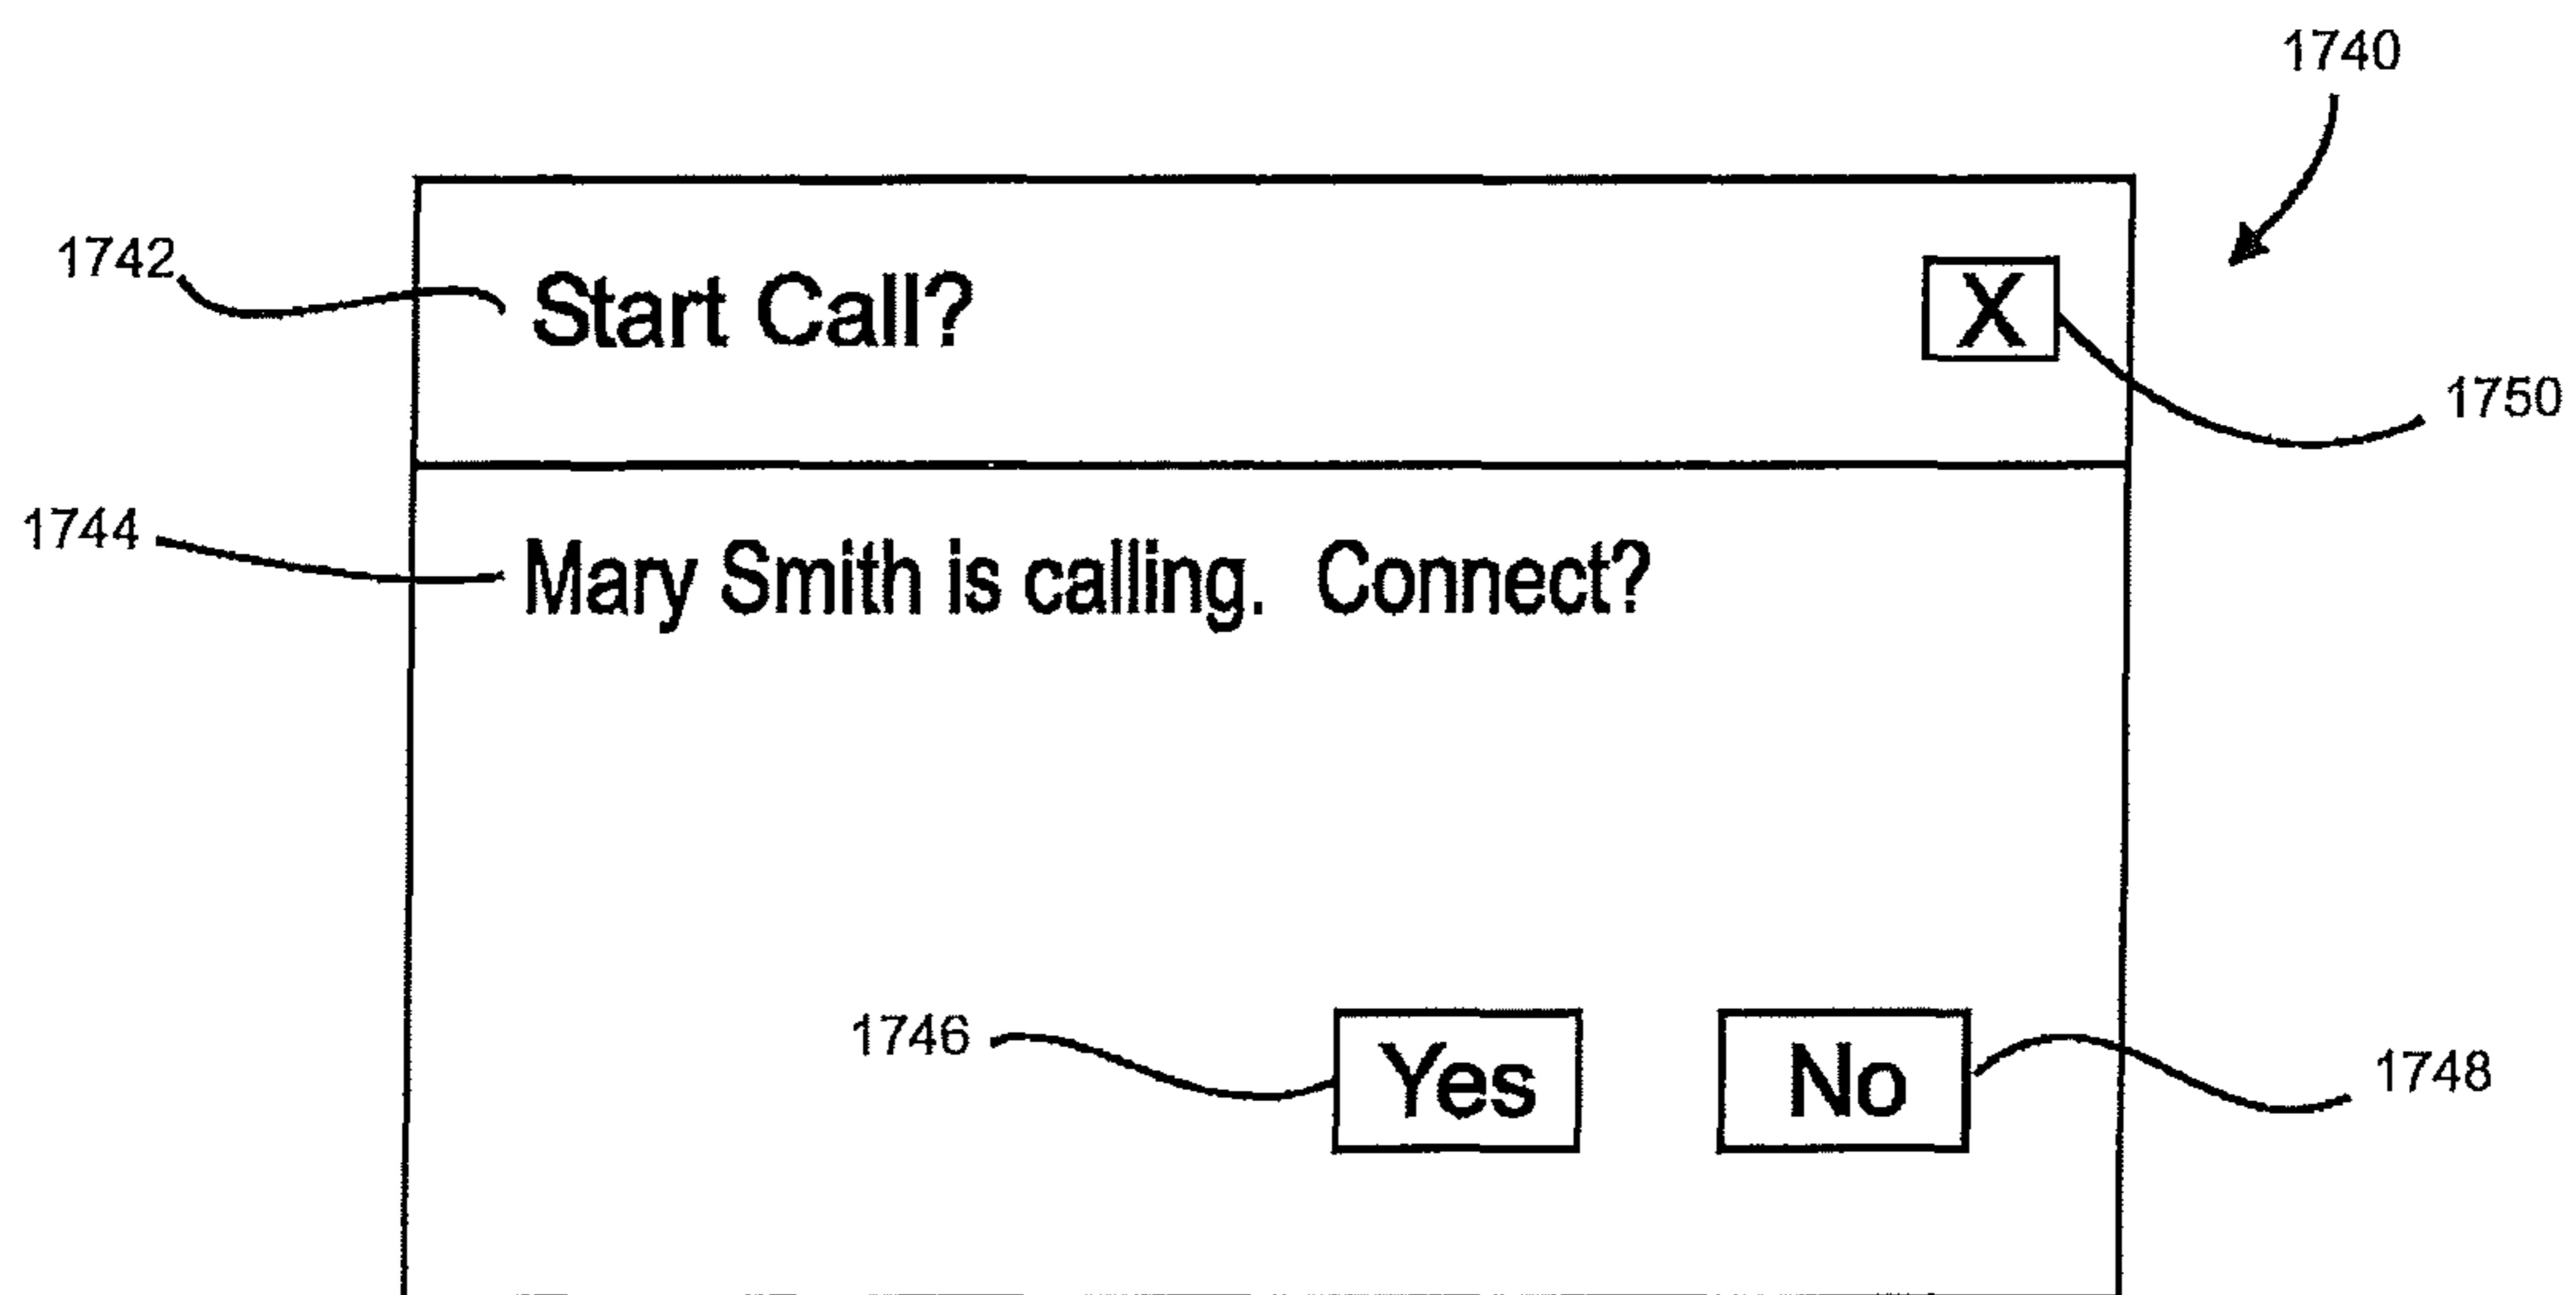 1740
1742
Start Call?
X
1750
1744
Mary Smith is calling. Connect?
1746
Yes
No
1748